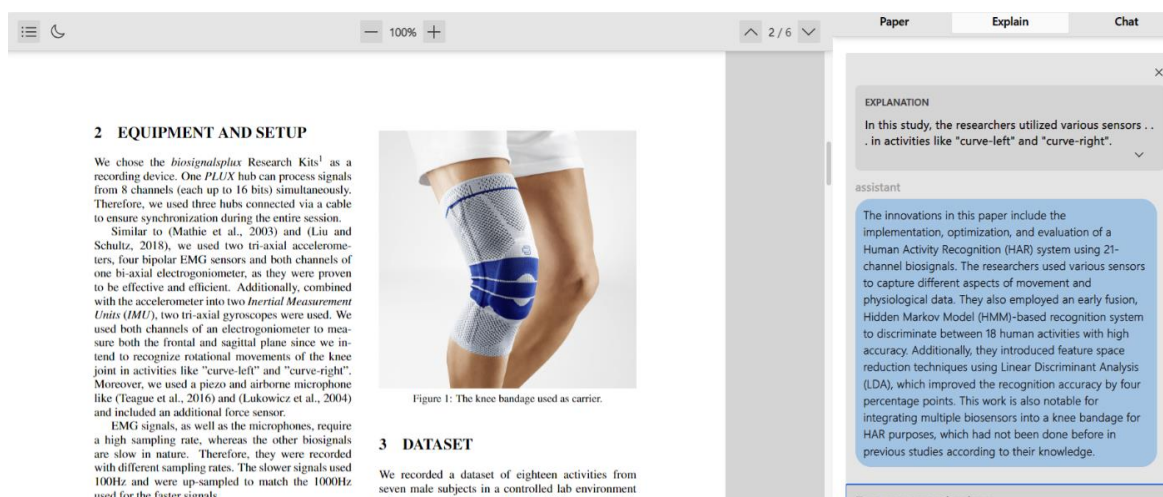 100%
2 / 6
Paper
Explain
Chat
2 EQUIPMENT AND SETUP
We chose the biosignalsplux Research Kits1 as a
recording device. One PLUX hub can process signals
from 8 channels (each up to 16 bits) simultaneously.
Therefore, we used three hubs connected via a cable
to ensure synchronization during the entire session.
Similar to (Mathie et al., 2003) and (Liu and
Schultz, 2018), we used two tri-axial accelerome-
ters, four bipolar EMG sensors and both channels of
one bi-axial electrogoniometer, as they were proven
to be effective and efficient. Additionally, combined
with the accelerometer into two Inertial Measurement
Units (IMU), two tri-axial gyroscopes were used. We
used both channels of an electrogoniometer to mea-
sure both the frontal and sagittal plane since we in-
tend to recognize rotational movements of the knee
joint in activities like "curve-left" and "curve-right".
Moreover, we used a piezo and airborne microphone
like (Teague et al., 2016) and (Lukowicz et al., 2004)
and included an additional force sensor.
EMG signals, as well as the microphones, require
a high sampling rate, whereas the other biosignals
are slow in nature. Therefore, they were recorded
with different sampling rates. The slower signals used
100Hz and were up-sampled to match the 1000Hz
used for the faster signals.
Figure 1: The knee bandage used as carrier.
3 DATASET
We recorded a dataset of eighteen activities from
seven male subjects in a controlled lab environment
EXPLANATION
In this study, the researchers utilized various sensors . .
. in activities like "curve-left" and "curve-right".
assistant
The innovations in this paper include the
implementation, optimization, and evaluation of a
Human Activity Recognition (HAR) system using 21-
channel biosignals. The researchers used various sensors
to capture different aspects of movement and
physiological data. They also employed an early fusion,
Hidden Markov Model (HMM)-based recognition system
to discriminate between 18 human activities with high
accuracy. Additionally, they introduced feature space
reduction techniques using Linear Discriminant Analysis
(LDA), which improved the recognition accuracy by four
percentage points. This work is also notable for
integrating multiple biosensors into a knee bandage for
HAR purposes, which had not been done before in
previous studies according to their knowledge.